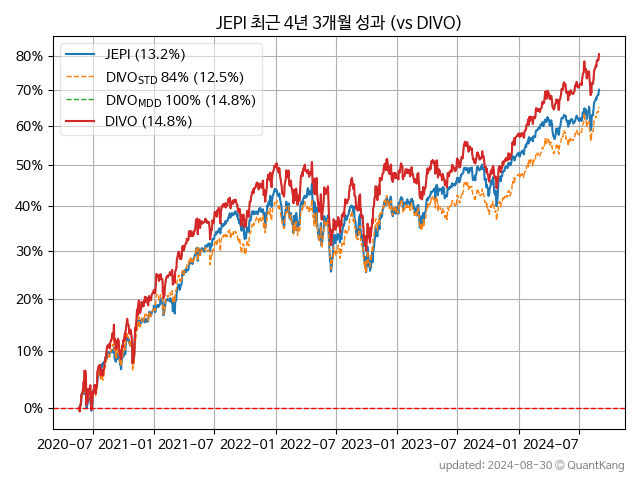 JEPI 최근 4년 3개월 성과 (vs DIVO)
JEPI (13.2%)
DIVO_STD 84% (12.5%)
DIVO_MDD 100% (14.8%)
DIVO (14.8%)
80%
70%
60%
50%
40%
30%
20%
10%
0%
2020-07 2021-01 2021-07 2022-01 2022-07 2023-01 2023-07 2024-01 2024-07
updated: 2024-08-30 © QuantKang